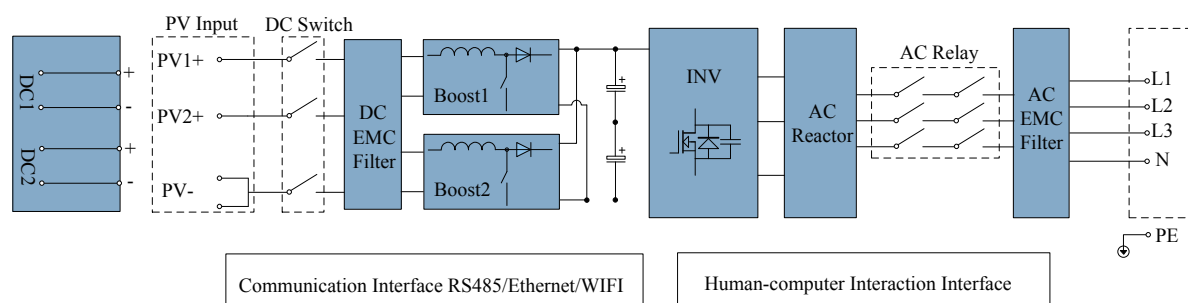 PV Input
DC Switch
DC1
+
-
DC2
+
-
PV1+
PV2+
PV-
DC
EMC
Filter
Boost1
Boost2
+
+
INV
AC
Reactor
AC Relay
AC
EMC
Filter
L1
L2
L3
N
PE
Communication Interface RS485/Ethernet/WIFI
Human-computer Interaction Interface